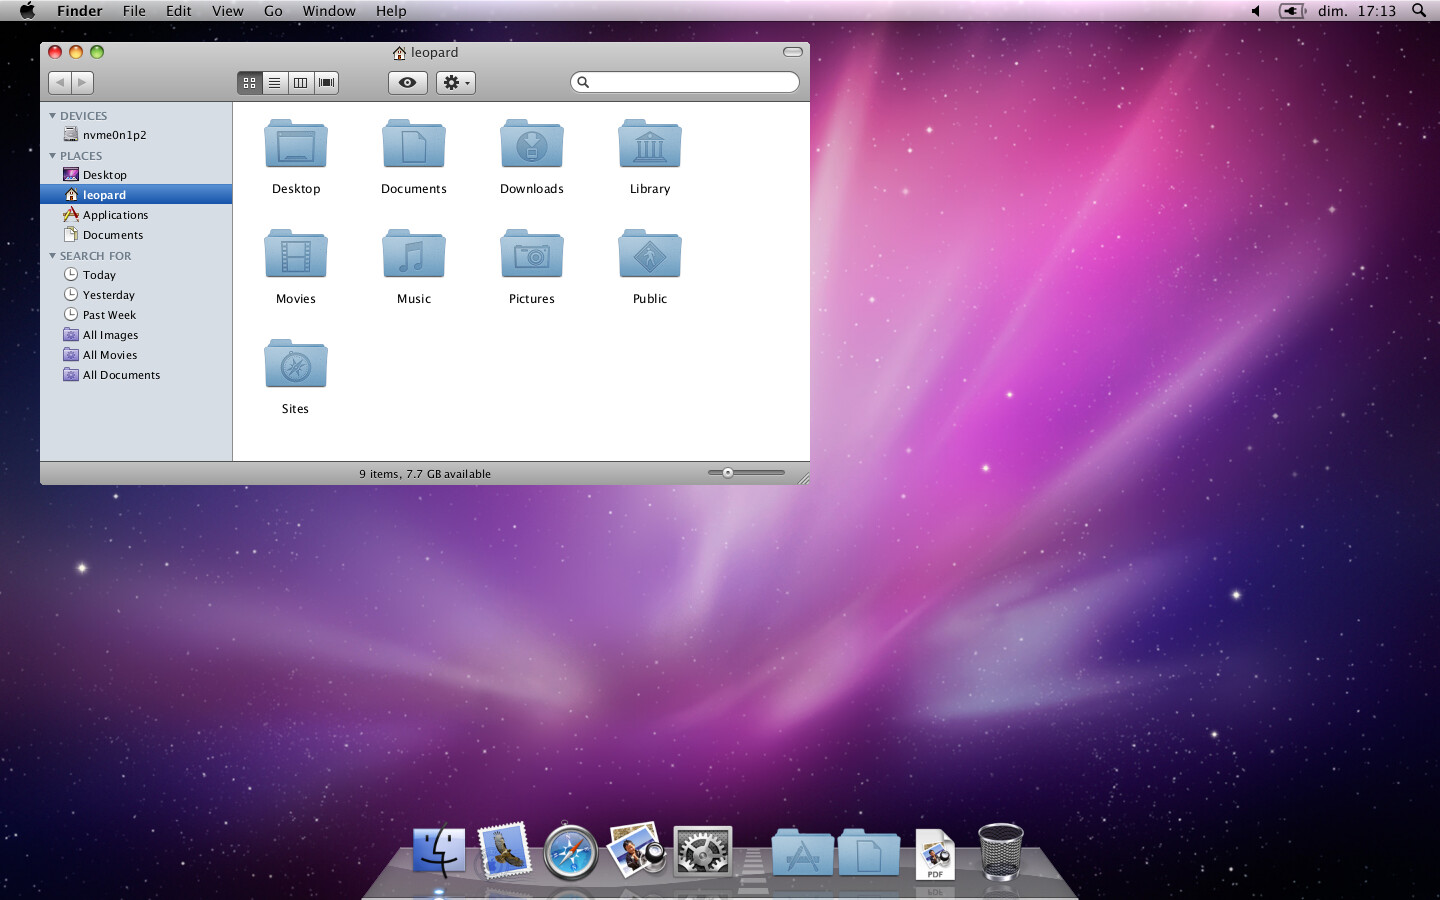 Finder File Edit View Go Window Help dim. 17:13
leopard
DEVICES
nvme0n1p2
PLACES
Desktop
leopard
Applications
Documents
SEARCH FOR
Today
Yesterday
Past Week
All Images
All Movies
All Documents
Desktop Documents Downloads Library
Movies Music Pictures Public
Sites
9 items, 7.7 GB available
PDF